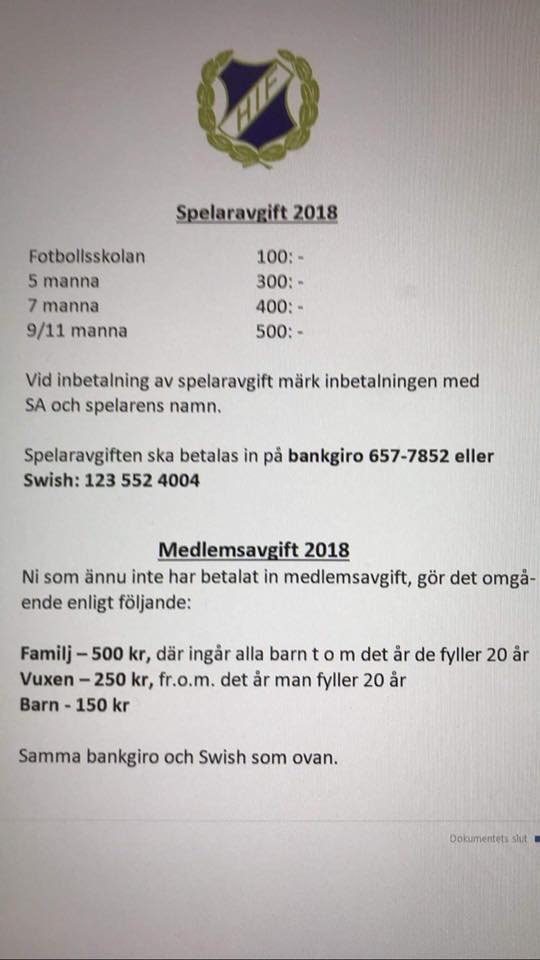 HIF
Spelaravgift 2018
Fotbollsskolan 100: -
5 manna 300: -
7 manna 400: -
9/11 manna 500: -
Vid inbetalning av spelaravgift märk inbetalningen med
SA och spelarens namn.
Spelaravgiften ska betalas in på bankgiro 657-7852 eller
Swish: 123 552 4004
Medlemsavgift 2018
Ni som ännu inte har betalat in medlemsavgift, gör det omgå-
ende enligt följande:
Familj – 500 kr, där ingår alla barn t o m det år de fyller 20 år
Vuxen – 250 kr, fr.o.m. det år man fyller 20 år
Barn - 150 kr
Samma bankgiro och Swish som ovan.
Dokumentets slut